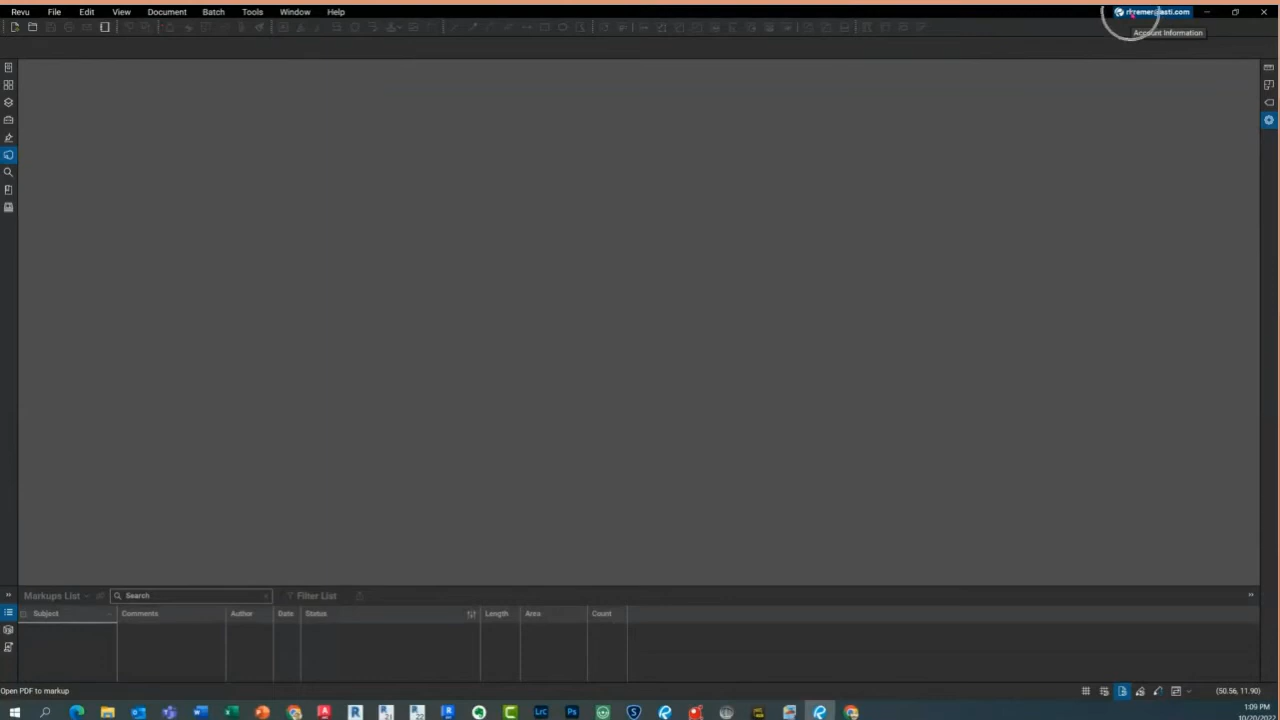 Revu File Edit View Document Batch Tools Window Help
Account Information
Markups List Search Filter List
Subject Comments Author Date Status Length Area Count
Open PDF to markup
(50.56, 11.90)
1:09 PM